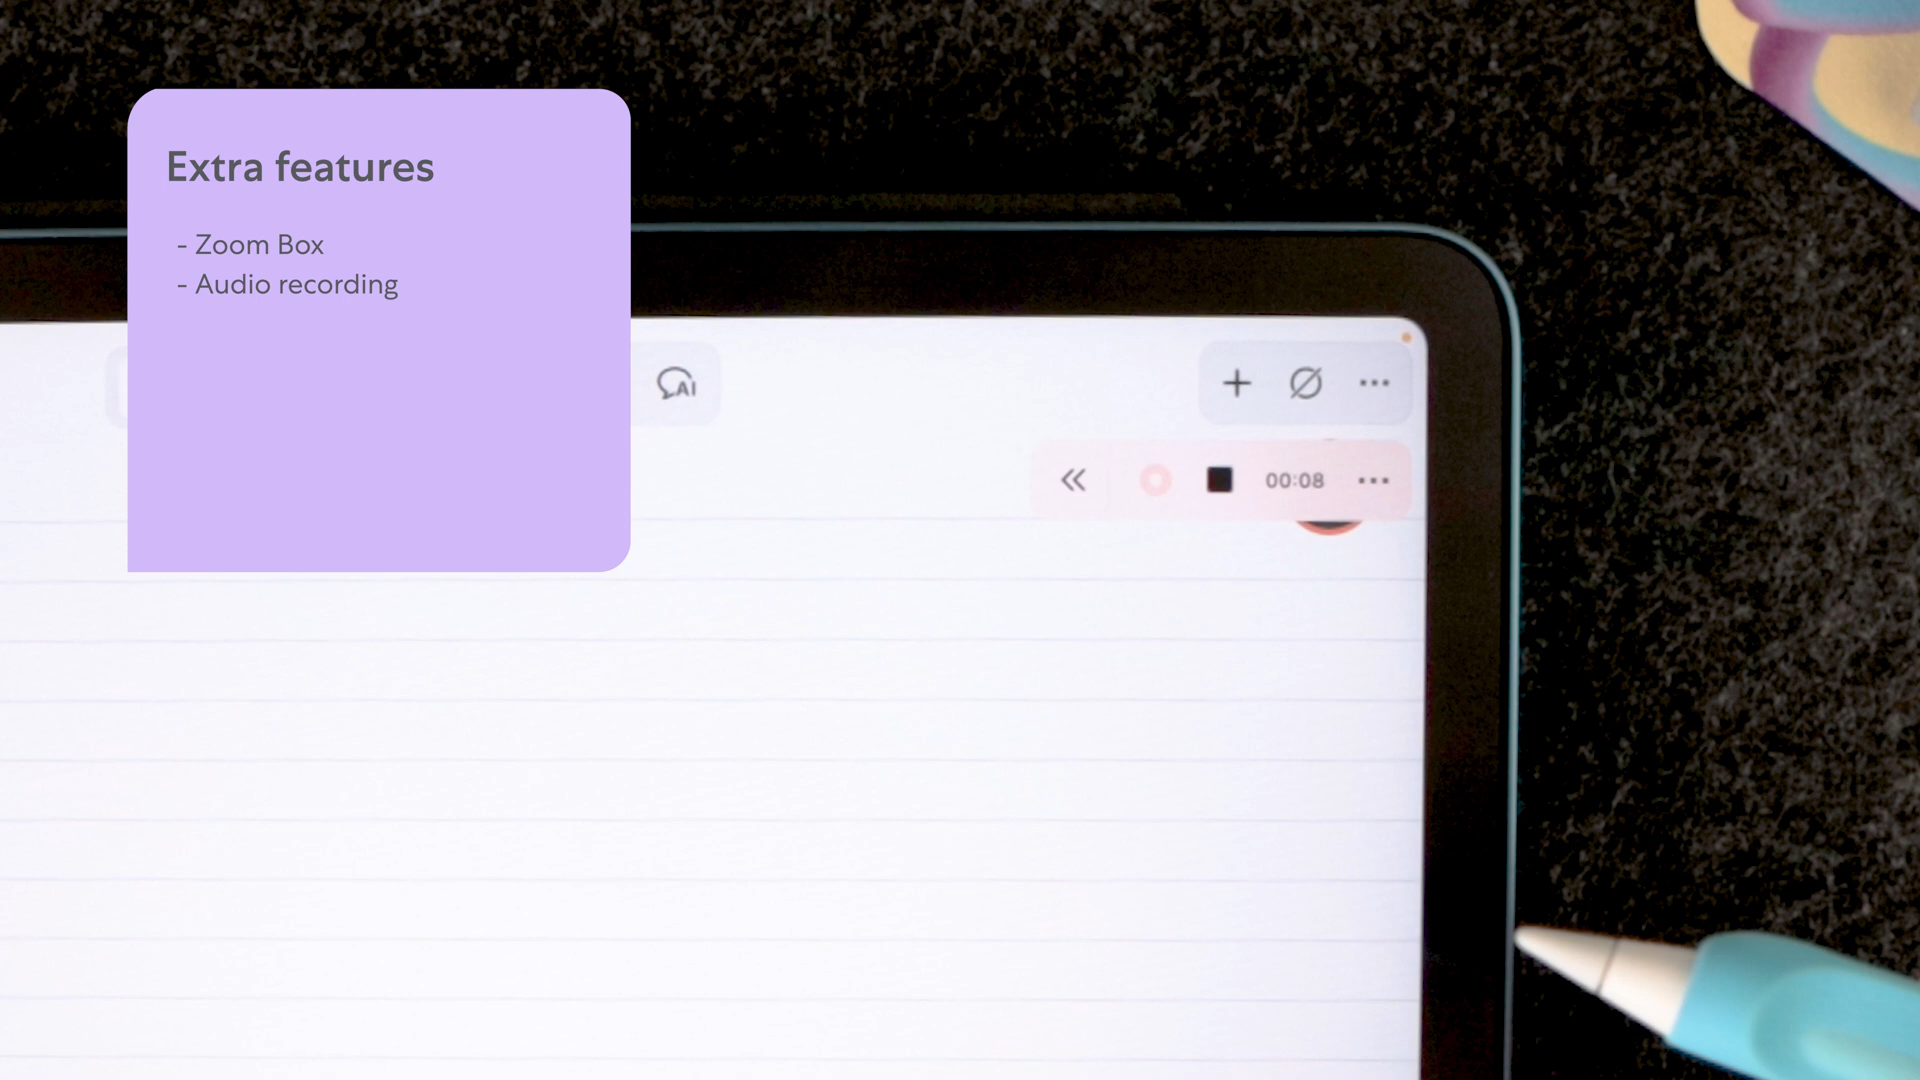 Extra features
- Zoom Box
- Audio recording
AI
00:08